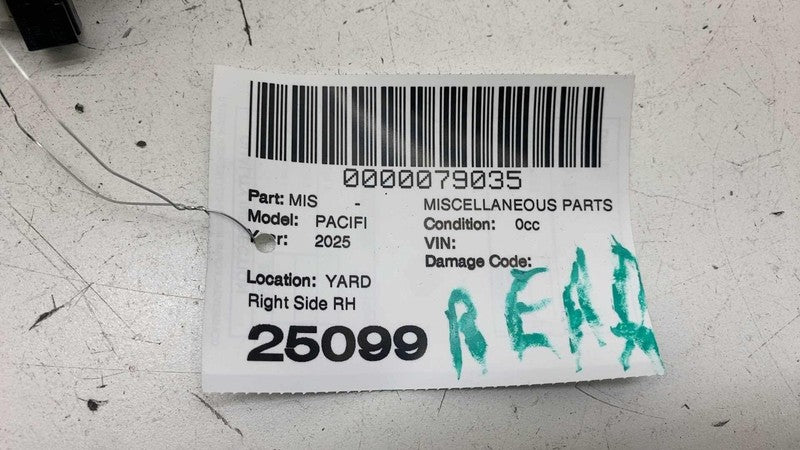 0000079035
Part: MIS - MISCELLANEOUS PARTS
Model: PACIFI Condition: 0cc
Year: 2025 VIN:
Damage Code:
Location: YARD
Right Side RH
25099
REAR